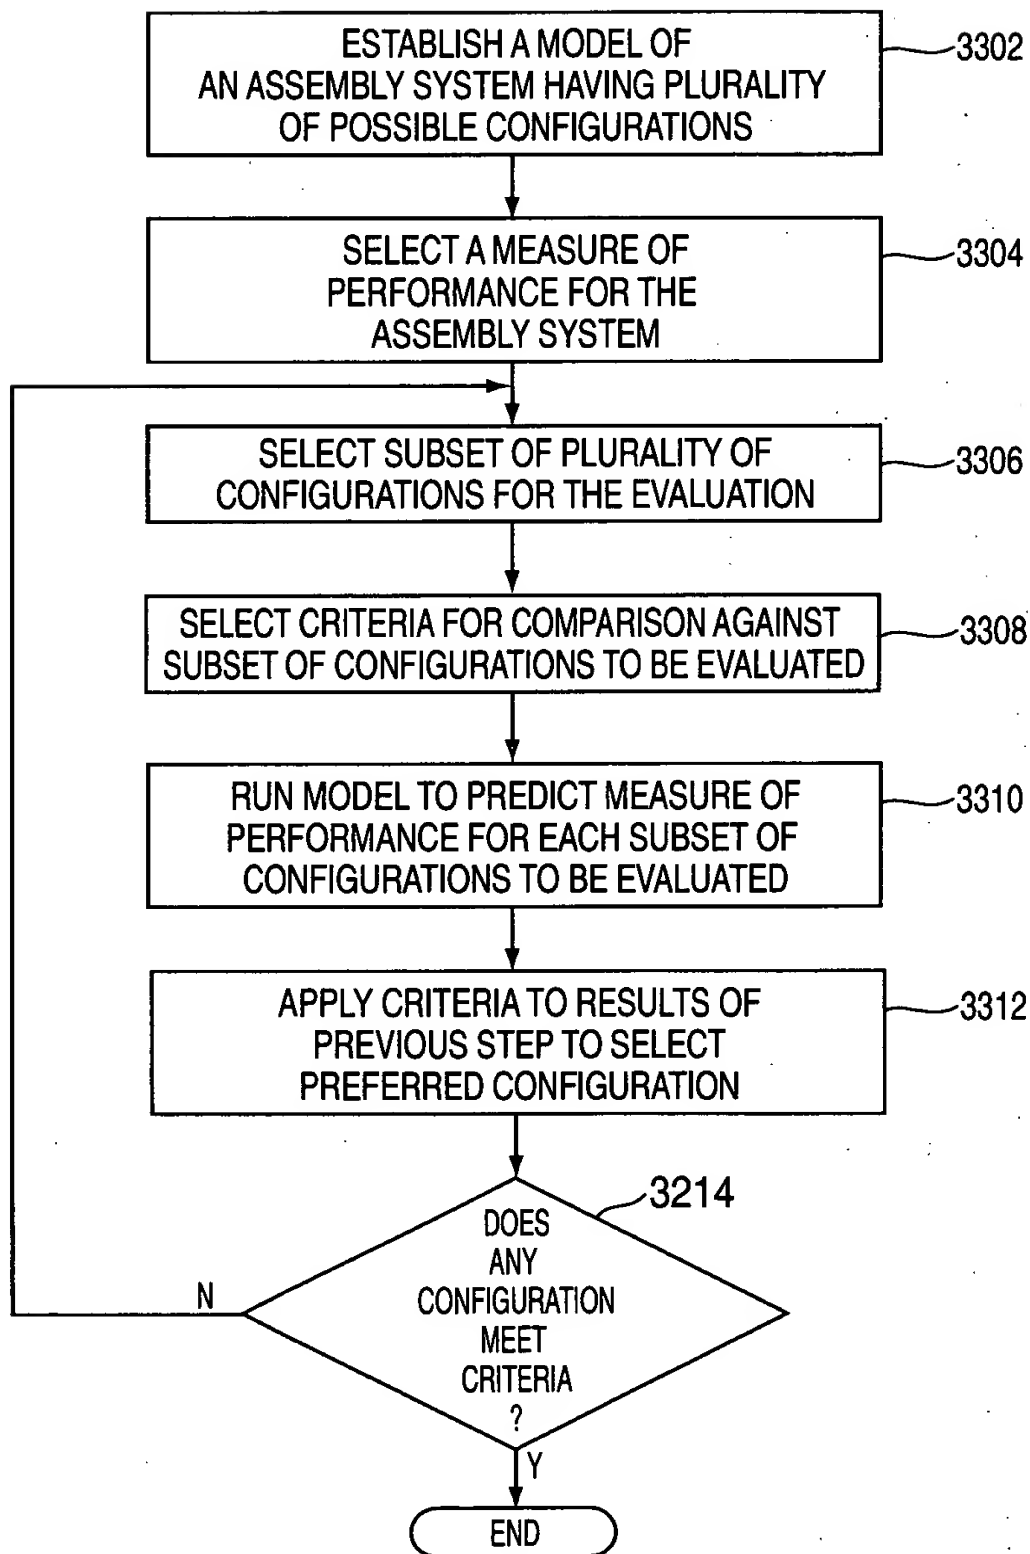 ESTABLISH A MODEL OF
AN ASSEMBLY SYSTEM HAVING PLURALITY
OF POSSIBLE CONFIGURATIONS
3302
SELECT A MEASURE OF
PERFORMANCE FOR THE
ASSEMBLY SYSTEM
3304
SELECT SUBSET OF PLURALITY OF
CONFIGURATIONS FOR THE EVALUATION
3306
SELECT CRITERIA FOR COMPARISON AGAINST
SUBSET OF CONFIGURATIONS TO BE EVALUATED
3308
RUN MODEL TO PREDICT MEASURE OF
PERFORMANCE FOR EACH SUBSET OF
CONFIGURATIONS TO BE EVALUATED
3310
APPLY CRITERIA TO RESULTS OF
PREVIOUS STEP TO SELECT
PREFERRED CONFIGURATION
3312
3214
DOES
ANY
CONFIGURATION
MEET
CRITERIA
?
N
Y
END